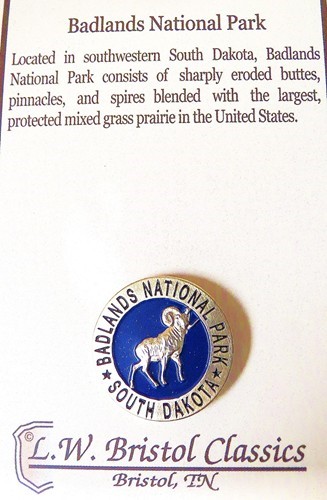 Badlands National Park
Located in southwestern South Dakota, Badlands
National Park consists of sharply eroded buttes,
pinnacles, and spires blended with the largest,
protected mixed grass prairie in the United States.
BADLANDS NATIONAL PARK
★ SOUTH DAKOTA ★
© L.W. Bristol Classics
Bristol, TN